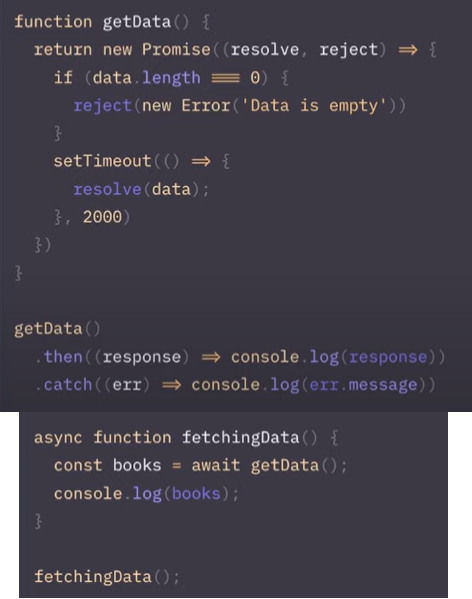 function getData() {
  return new Promise((resolve, reject) => {
    if (data.length === 0) {
      reject(new Error('Data is empty'))
    }
    setTimeout(() => {
      resolve(data);
    }, 2000)
  })
}

getData()
  .then((response) => console.log(response))
  .catch((err) => console.log(err.message))
async function fetchingData() {
  const books = await getData();
  console.log(books);
}

fetchingData();